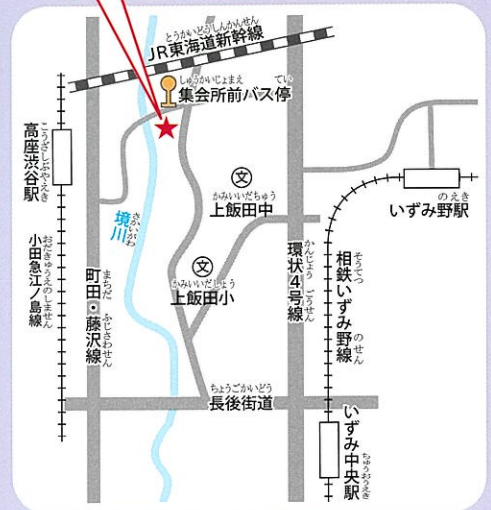 とうかいどうしんかんせん
JR東海道新幹線
しゅうかいじょまえ てい
集会所前バス停
こうざしぶやえき
高座渋谷駅
かみいいだちゅう
文
上飯田中
のえき
いずみ野駅
さかいがわ
境川
おだきゅうえのしません
小田急江ノ島線
まちだ ふじさわせん
町田・藤沢線
文
かみいいだしょう
上飯田小
かんじょう ごうせん
環状4号線
そうてつ のせん
相鉄いずみ野線
ちょうごかいどう
長後街道
ちゅうおうえき
いずみ中央駅